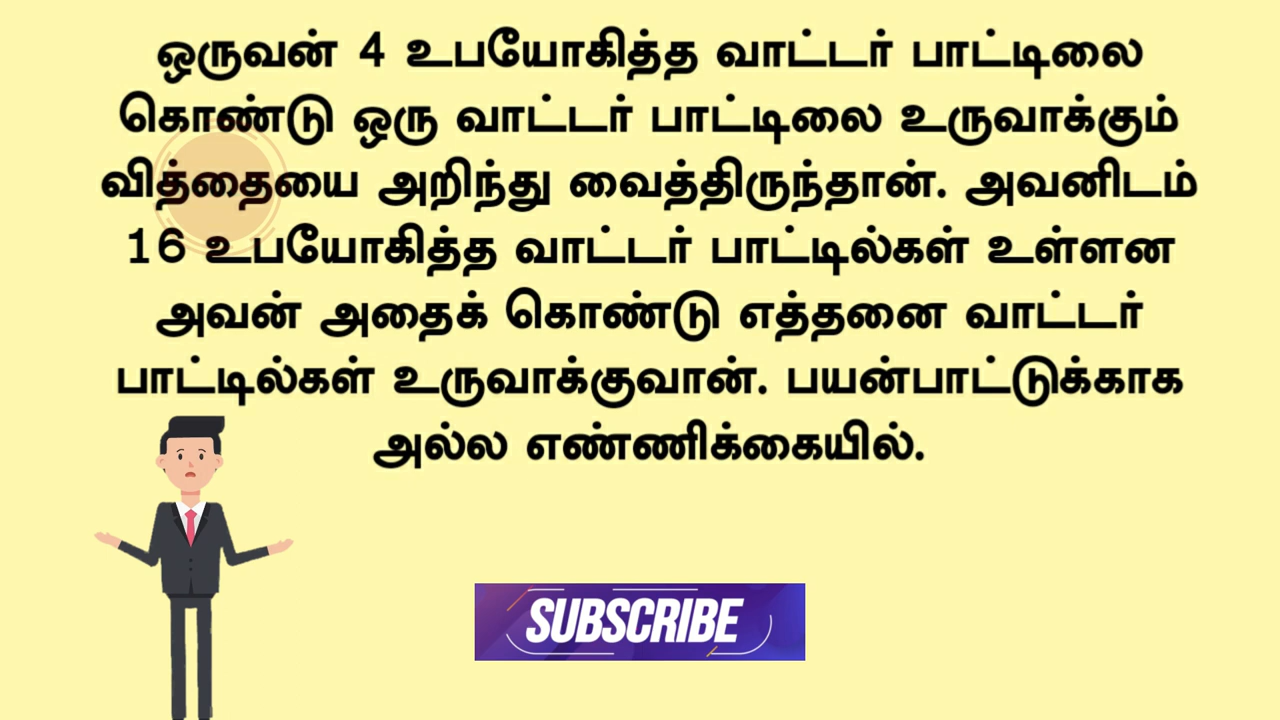 ஒருவன் 4 உபயோகித்த வாட்டர் பாட்டிலை
கொண்டு ஒரு வாட்டர் பாட்டிலை உருவாக்கும்
வித்தையை அறிந்து வைத்திருந்தான். அவனிடம்
16 உபயோகித்த வாட்டர் பாட்டில்கள் உள்ளன
அவன் அதைக் கொண்டு எத்தனை வாட்டர்
பாட்டில்கள் உருவாக்குவான். பயன்பாட்டுக்காக
அல்ல எண்ணிக்கையில்.
SUBSCRIBE